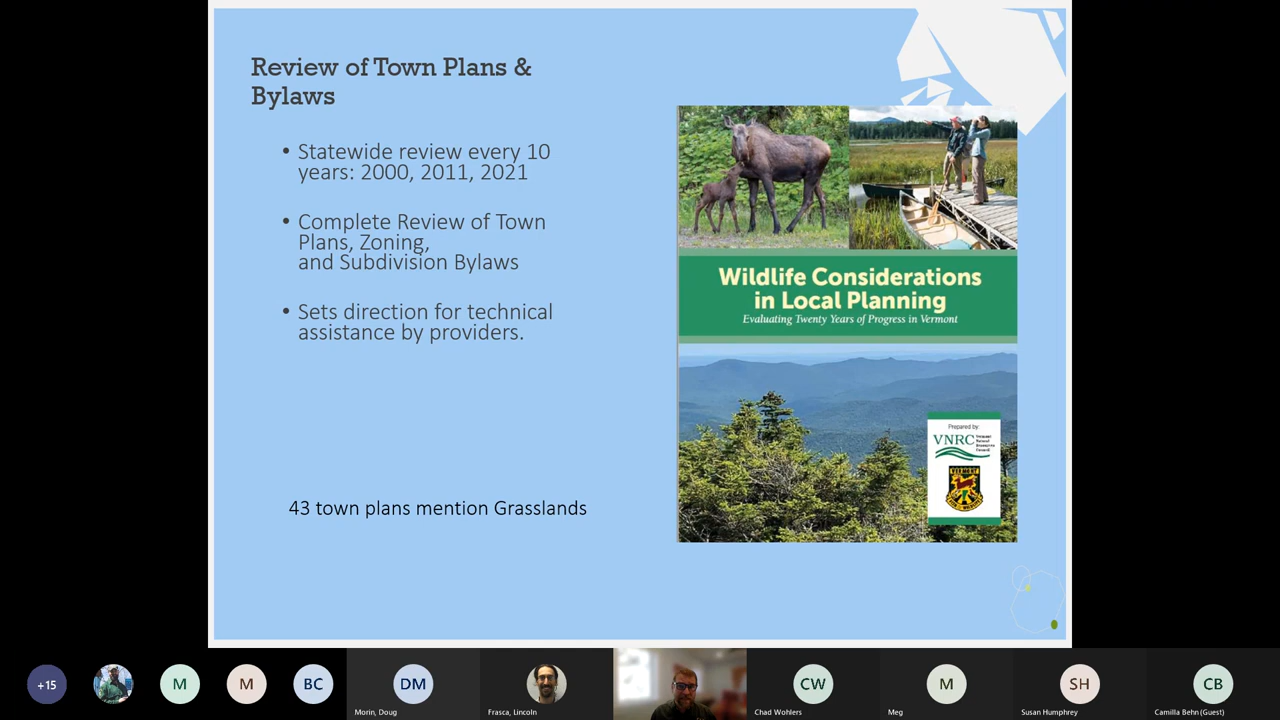 Review of Town Plans &
Bylaws
• Statewide review every 10
years: 2000, 2011, 2021
• Complete Review of Town
Plans, Zoning,
and Subdivision Bylaws
• Sets direction for technical
assistance by providers.
43 town plans mention Grasslands
Wildlife Considerations
in Local Planning
Evaluating Twenty Years of Progress in Vermont
Prepared by:
VNRC
VERMONT
+15
M
M
BC
DM
Morin, Doug
Frasca, Lincoln
CW
Chad Wohlers
M
Meg
SH
Susan Humphrey
CB
Camilla Behn (Guest)